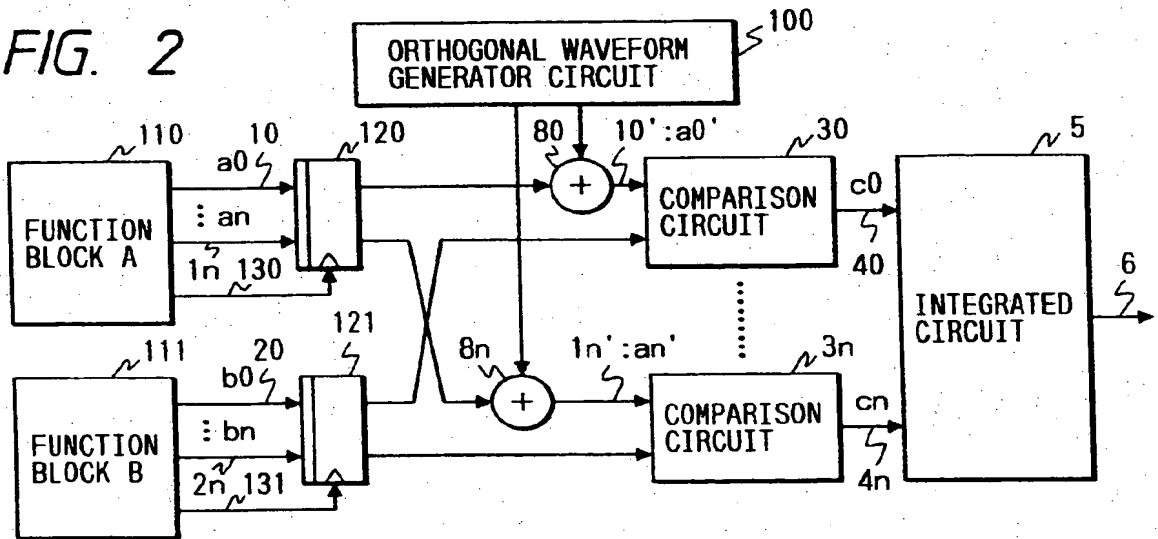 FIG. 2
ORTHOGONAL WAVEFORM
GENERATOR CIRCUIT
100
110
10
120
80
10':a0'
30
5
a0
FUNCTION
BLOCK A
⋮ an
1n
130
+
COMPARISON
CIRCUIT
c0
40
6
INTEGRATED
CIRCUIT
111
20
121
8n
1n':an'
3n
b0
FUNCTION
BLOCK B
⋮ bn
2n
131
+
COMPARISON
CIRCUIT
cn
4n